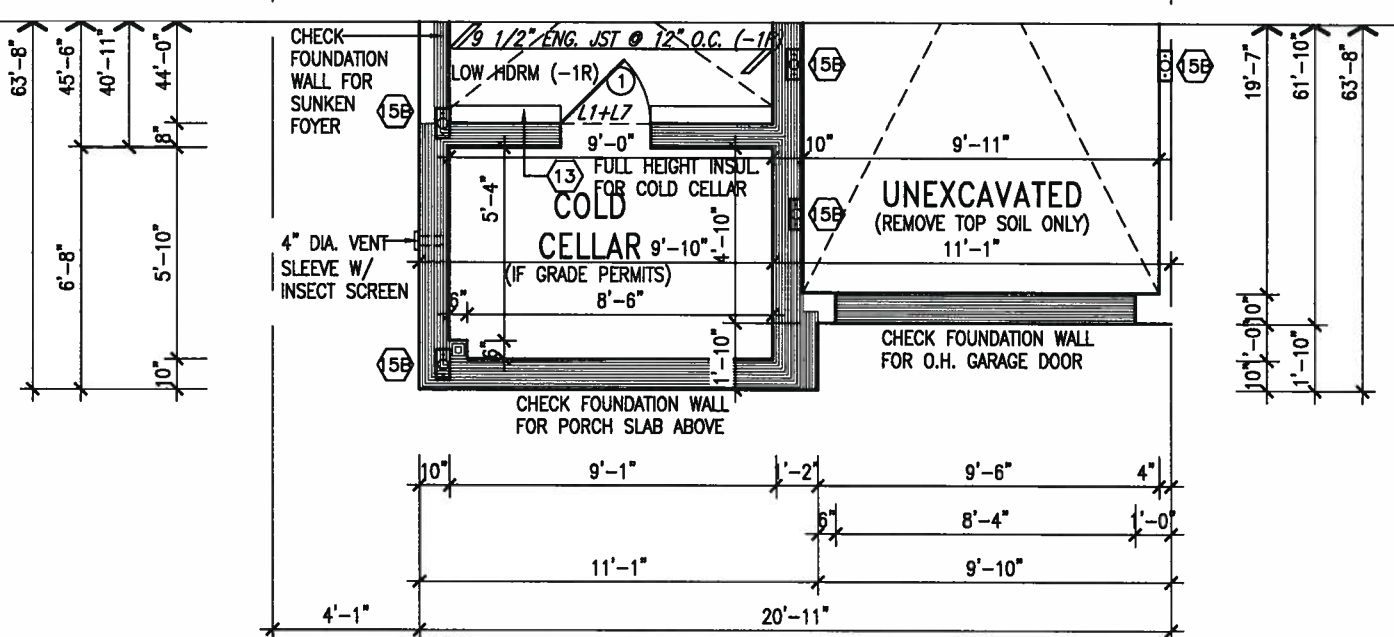 63'-8"
45'-6"
40'-11"
44'-0"
8"
6'-8"
5'-10"
10"
CHECK
FOUNDATION
WALL FOR
SUNKEN
FOYER
15B
9 1/2" ENG. JST @ 12" O.C. (-1R)
LOW HDRM (-1R)
1
L1+L7
15B
15B
19'-7"
61'-10"
63'-8"
9'-0"
10"
9'-11"
13
FULL HEIGHT INSUL.
FOR COLD CELLAR
5'-4"
COLD
CELLAR
(IF GRADE PERMITS)
9'-10"
4'-10"
15B
UNEXCAVATED
(REMOVE TOP SOIL ONLY)
11'-1"
4" DIA. VENT
SLEEVE W/
INSECT SCREEN
6"
8'-6"
6"
1'-10"
15B
CHECK FOUNDATION WALL
FOR O.H. GARAGE DOOR
10"
1'-0"
10"
1'-10"
CHECK FOUNDATION WALL
FOR PORCH SLAB ABOVE
10"
9'-1"
1'-2"
9'-6"
4"
6"
8'-4"
1'-0"
11'-1"
9'-10"
4'-1"
20'-11"